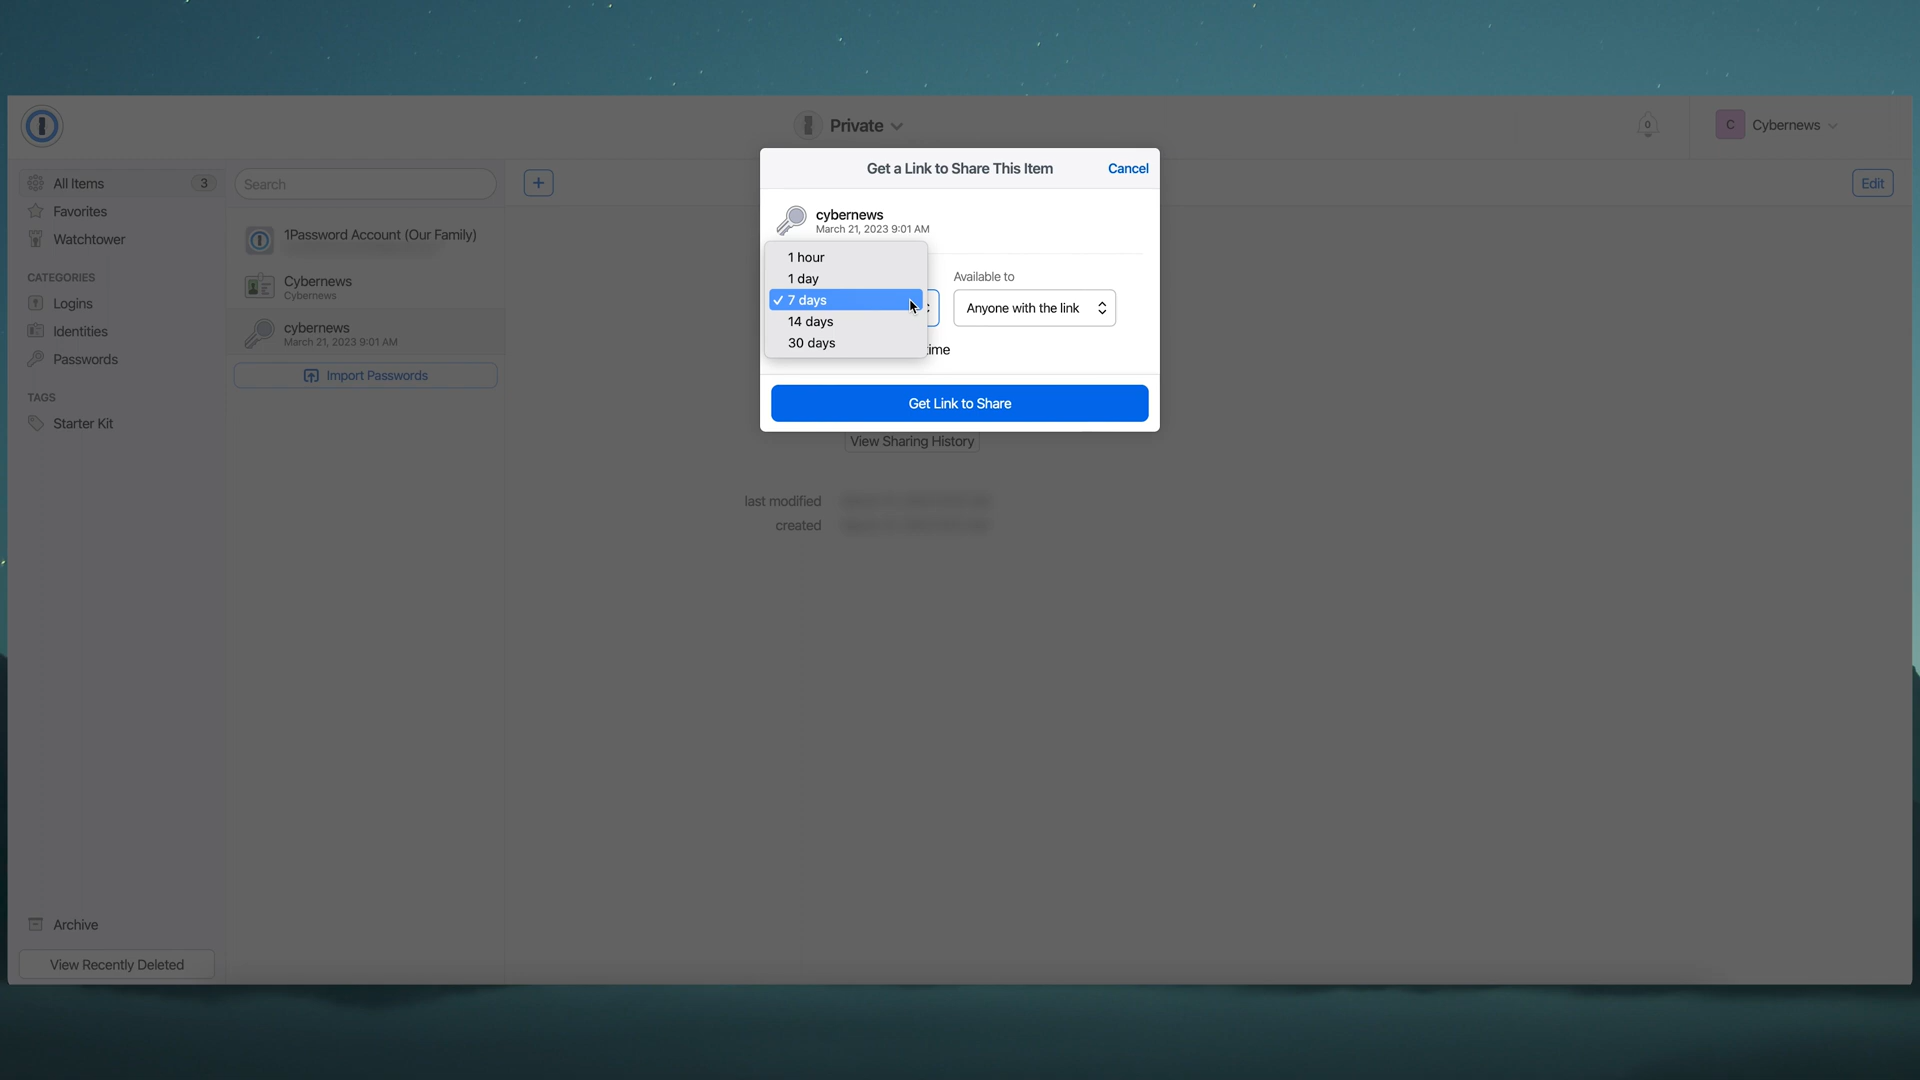 Private
0
C
Cybernews
Get a Link to Share This Item
Cancel
All Items
3
Search
+
Edit
Favorites
Watchtower
CATEGORIES
Logins
Identities
Passwords
TAGS
Starter Kit
Archive
View Recently Deleted
1Password Account (Our Family)
Cybernews
Cybernews
cybernews
March 21, 2023 9:01 AM
Import Passwords
cybernews
March 21, 2023 9:01 AM
1 hour
1 day
✓ 7 days
14 days
30 days
Available to
Anyone with the link
time
Get Link to Share
View Sharing History
last modified
created